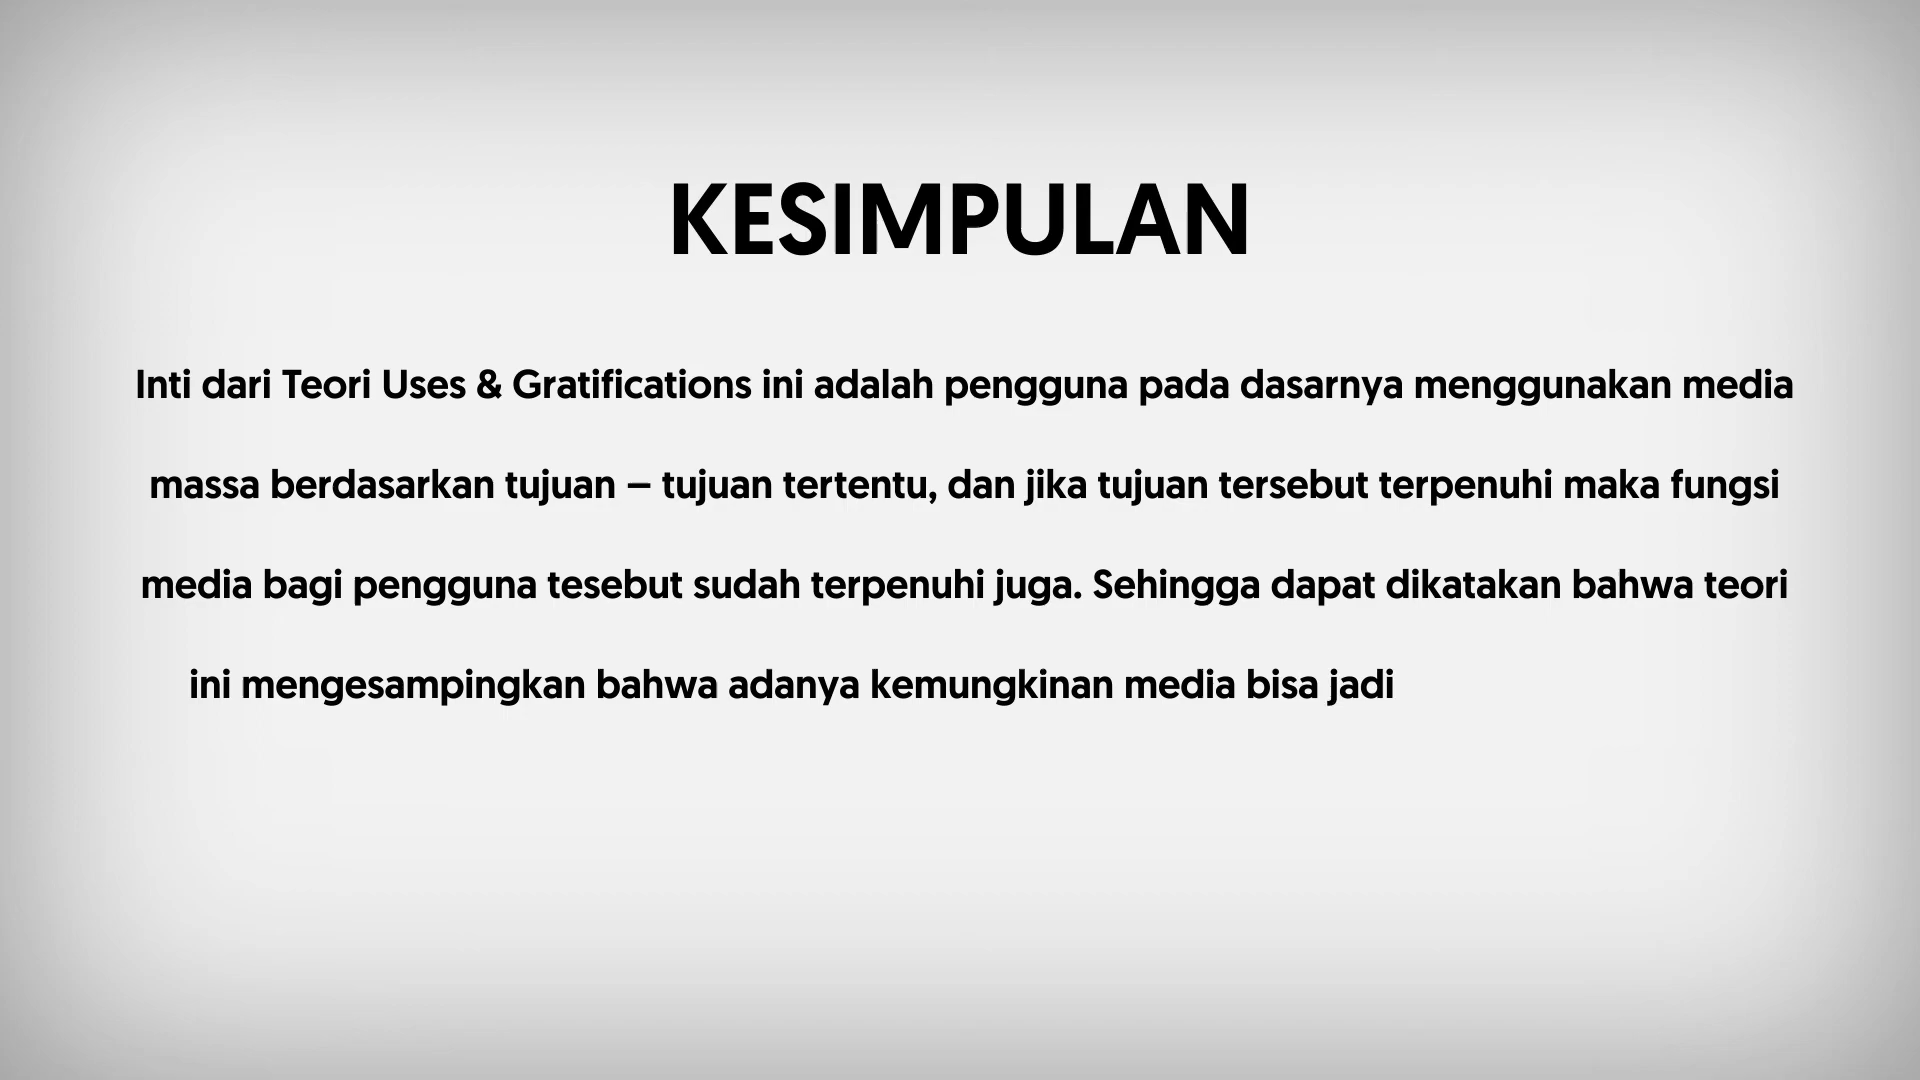 KESIMPULAN
Inti dari Teori Uses & Gratifications ini adalah pengguna pada dasarnya menggunakan media
massa berdasarkan tujuan – tujuan tertentu, dan jika tujuan tersebut terpenuhi maka fungsi
media bagi pengguna tesebut sudah terpenuhi juga. Sehingga dapat dikatakan bahwa teori
ini mengesampingkan bahwa adanya kemungkinan media bisa jadi